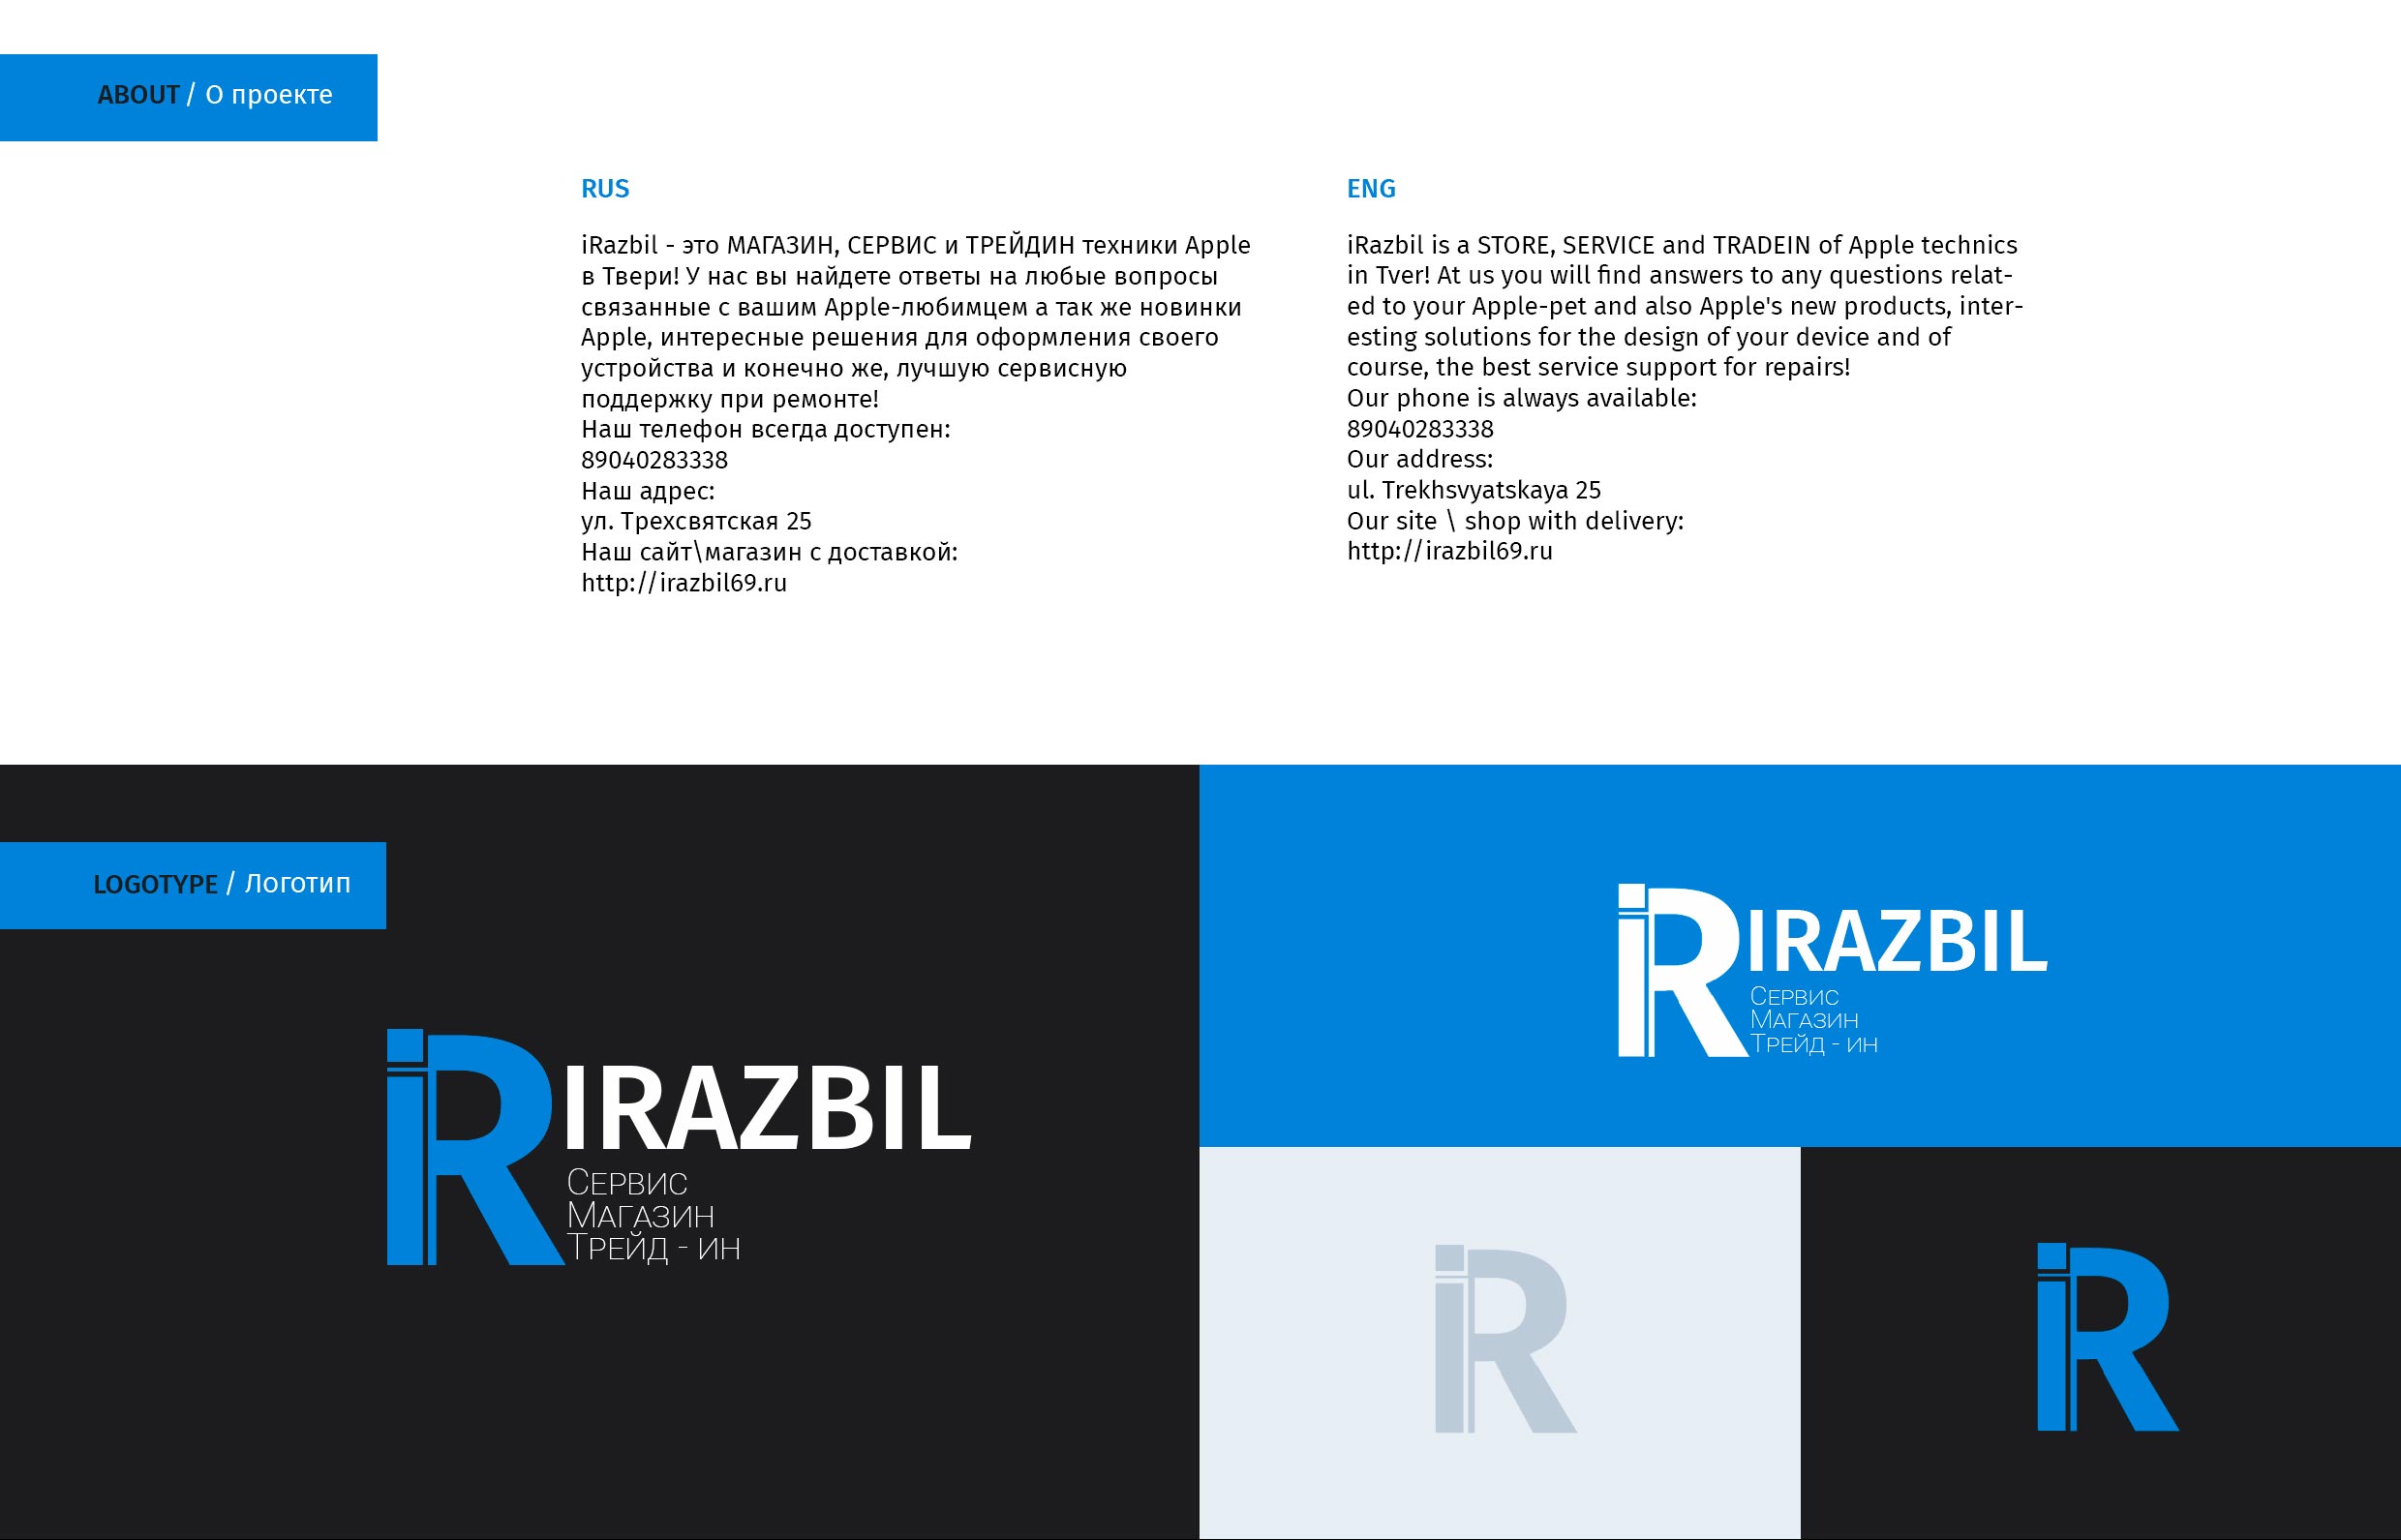 ABOUT / О проекте
RUS
iRazbil - это МАГАЗИН, СЕРВИС и ТРЕЙДИН техники Apple
в Твери! У нас вы найдете ответы на любые вопросы
связанные с вашим Apple-любимцем а так же новинки
Apple, интересные решения для оформления своего
устройства и конечно же, лучшую сервисную
поддержку при ремонте!
Наш телефон всегда доступен:
89040283338
Наш адрес:
ул. Трехсвятская 25
Наш сайт\магазин с доставкой:
http://irazbil69.ru
ENG
iRazbil is a STORE, SERVICE and TRADEIN of Apple technics
in Tver! At us you will find answers to any questions relat-
ed to your Apple-pet and also Apple's new products, inter-
esting solutions for the design of your device and of
course, the best service support for repairs!
Our phone is always available:
89040283338
Our address:
ul. Trekhsvyatskaya 25
Our site \ shop with delivery:
http://irazbil69.ru
LOGOTYPE / Логотип
iR IRAZBIL
Сервис
Магазин
Трейд - ин
iR IRAZBIL
Сервис
Магазин
Трейд - ин
iR
iR